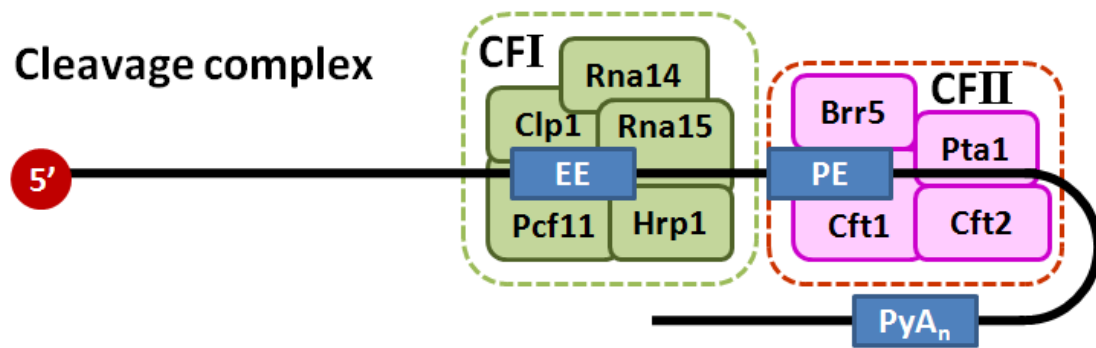 Cleavage complex
CFI
Rna14
Clp1
Rna15
EE
Pcf11
Hrp1
CFII
Brr5
Pta1
PE
Cft1
Cft2
5’
PyAn